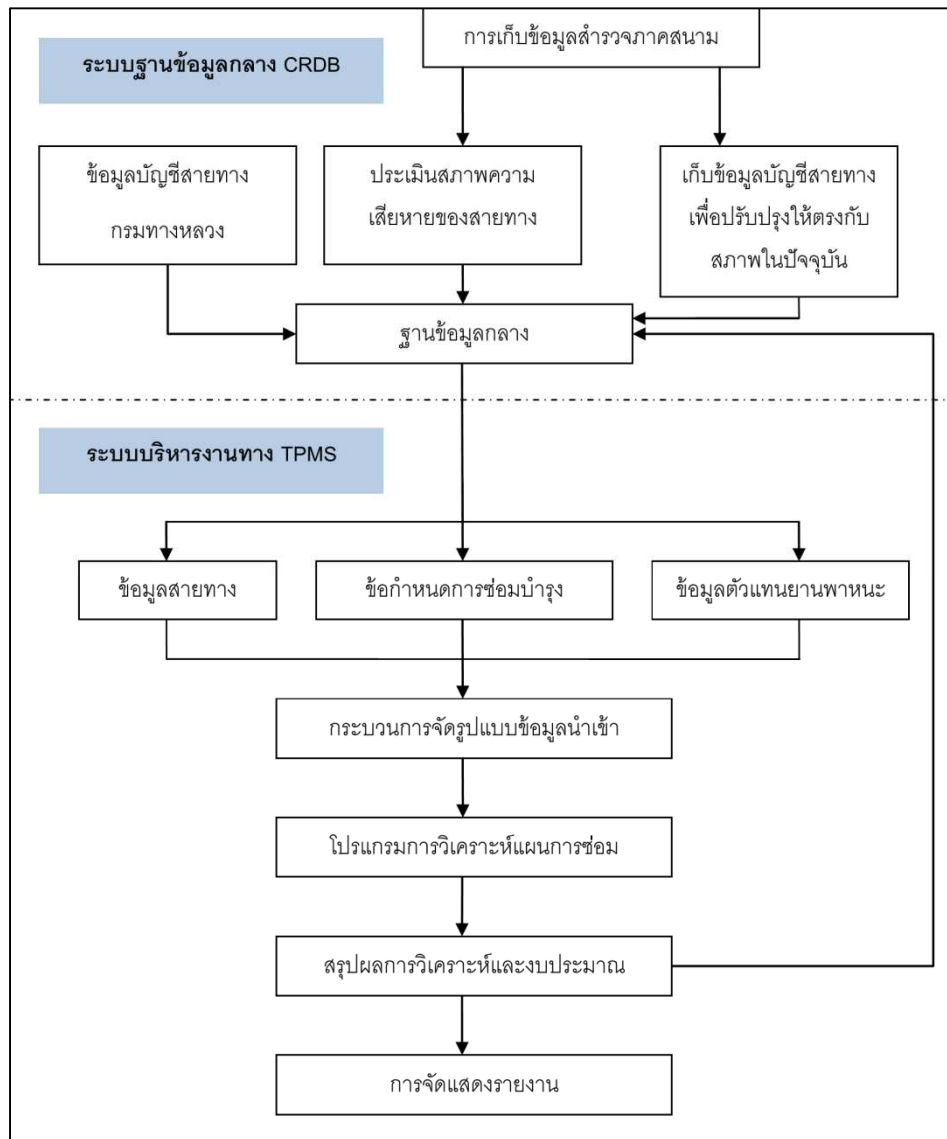 การเก็บข้อมูลสำรวจภาคสนาม
ระบบฐานข้อมูลกลาง CRDB
ข้อมูลบัญชีสายทาง
กรมทางหลวง
ประเมินสภาพความ
เสียหายของสายทาง
เก็บข้อมูลบัญชีสายทาง
เพื่อปรับปรุงให้ตรงกับ
สภาพในปัจจุบัน
ฐานข้อมูลกลาง
ระบบบริหารงานทาง TPMS
ข้อมูลสายทาง
ข้อกำหนดการซ่อมบำรุง
ข้อมูลตัวแทนยานพาหนะ
กระบวนการจัดรูปแบบข้อมูลนำเข้า
โปรแกรมการวิเคราะห์แผนการซ่อม
สรุปผลการวิเคราะห์และงบประมาณ
การจัดแสดงรายงาน